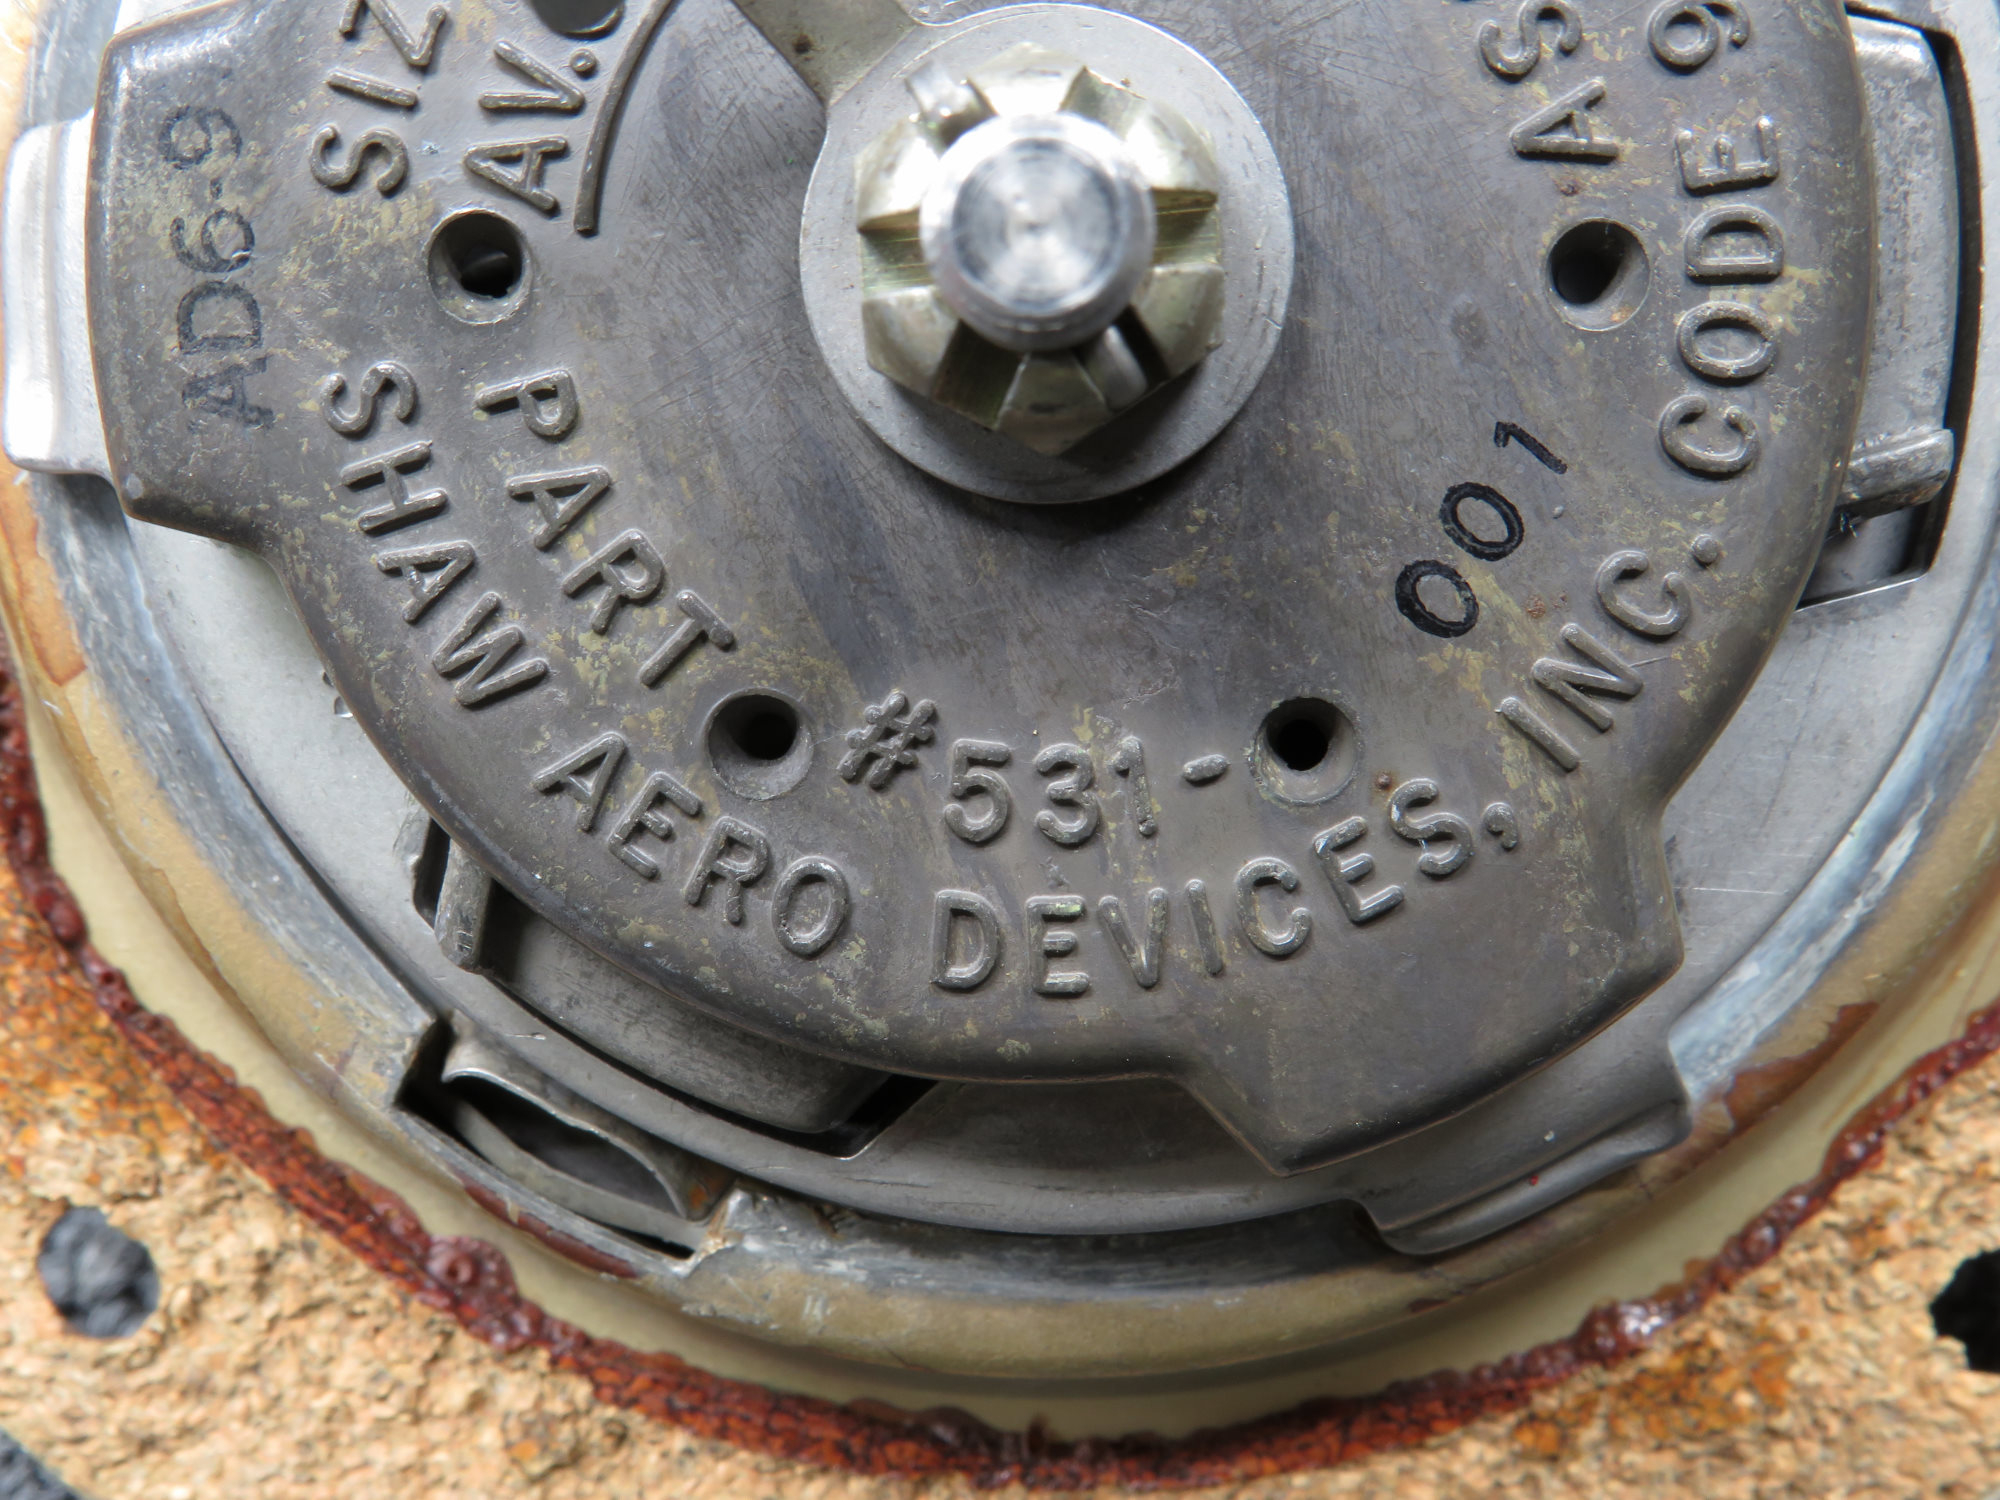 AD6-9
SIZ
AV.
AS
PART #531- 001
SHAW AERO DEVICES, INC. CODE 9